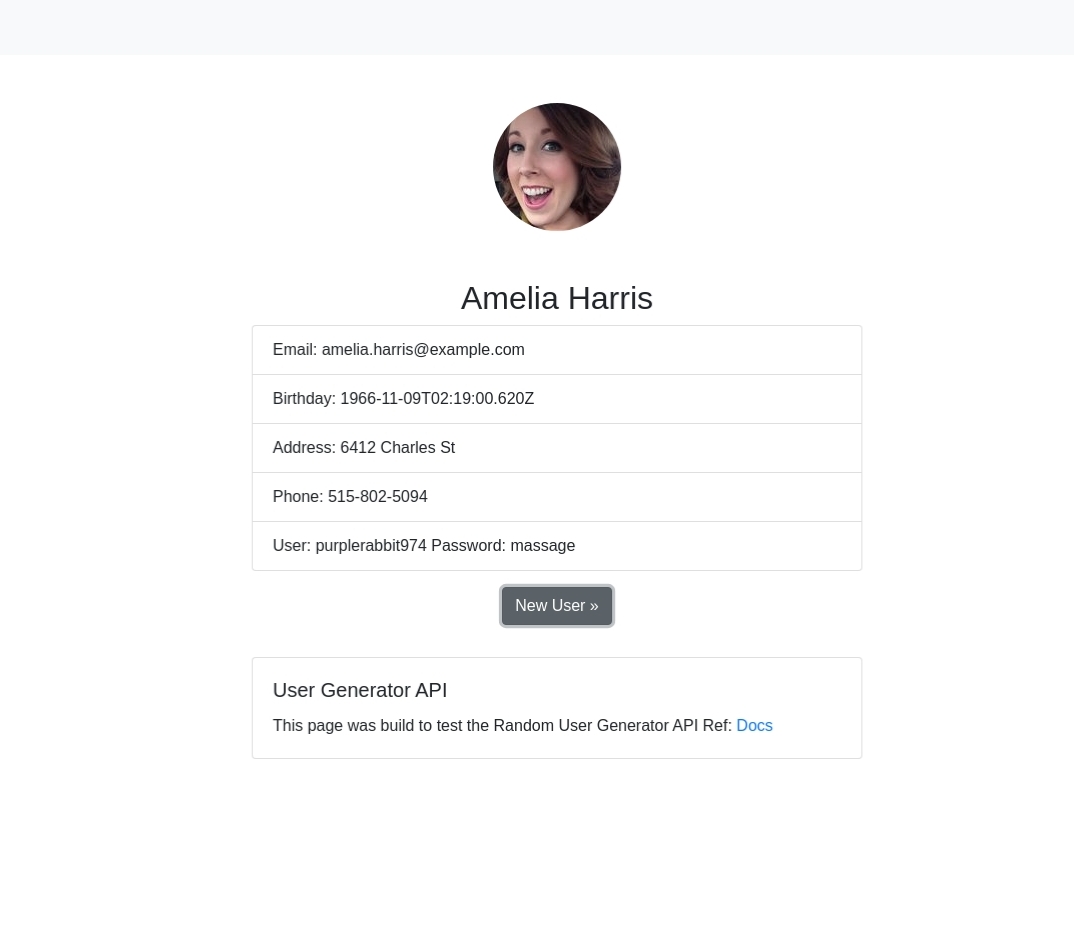 Amelia Harris
Email: amelia.harris@example.com
Birthday: 1966-11-09T02:19:00.620Z
Address: 6412 Charles St
Phone: 515-802-5094
User: purplerabbit974 Password: massage
New User »
User Generator API
This page was build to test the Random User Generator API Ref: Docs